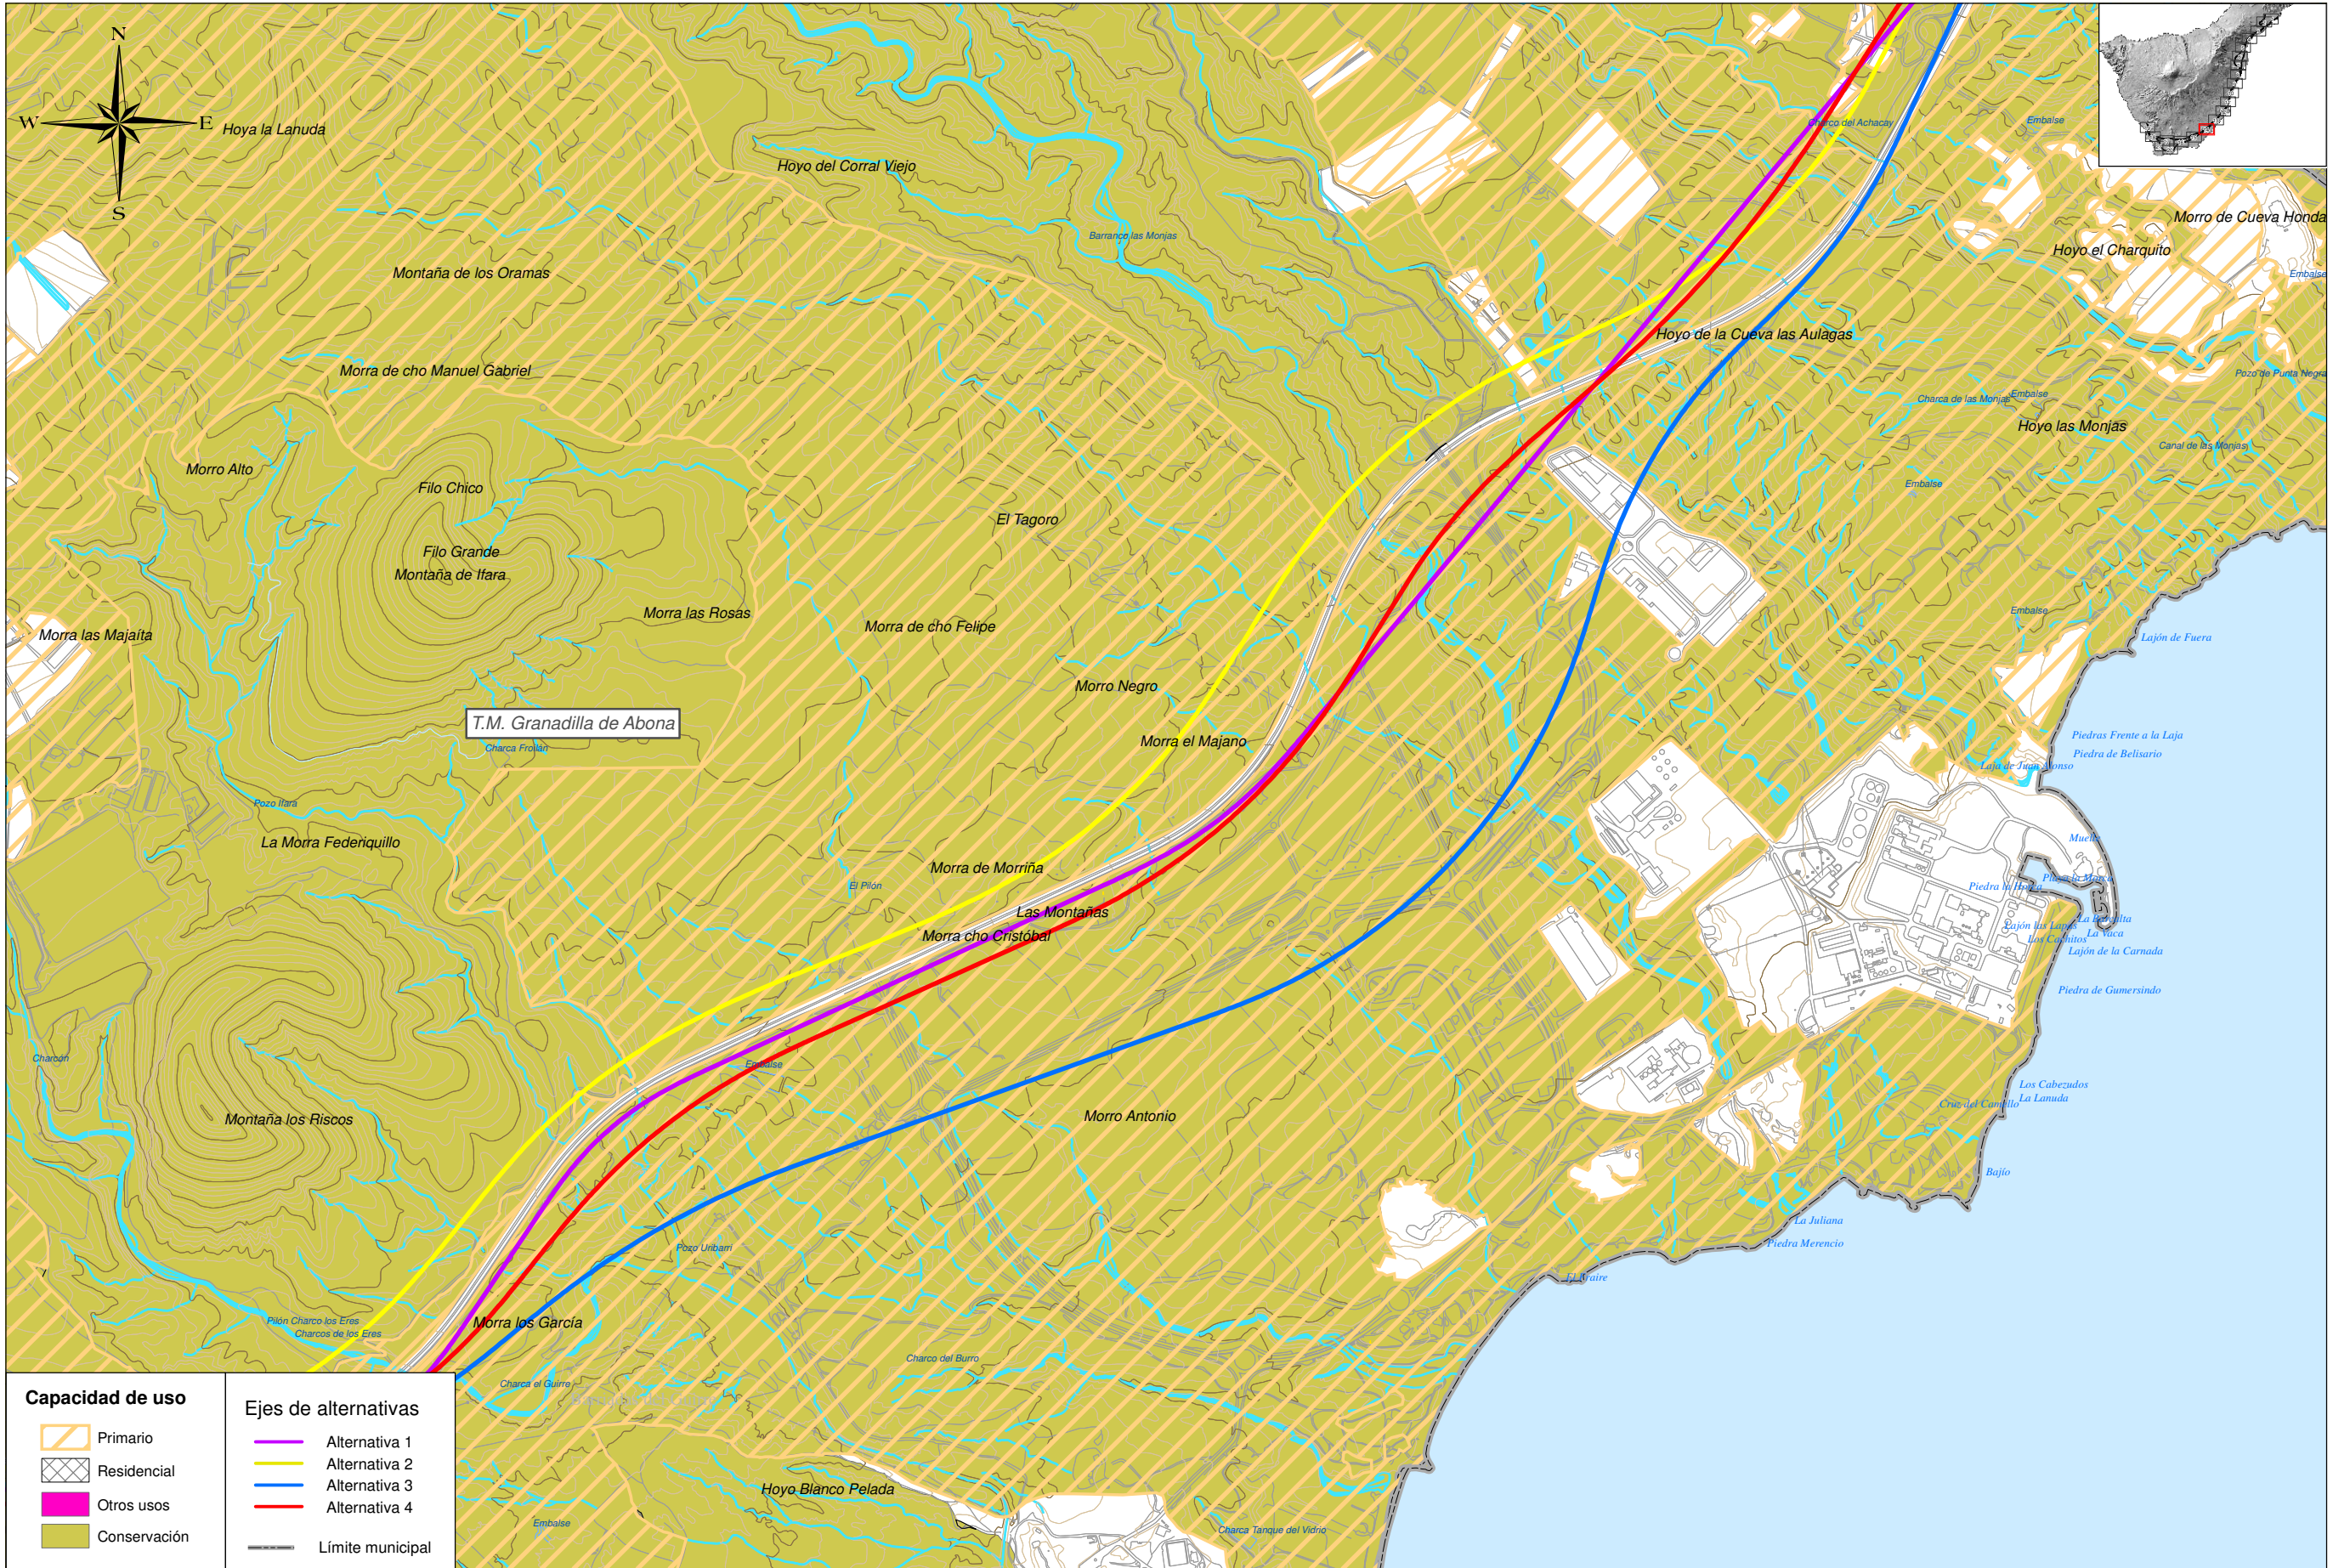 N
W
E
S
Hoya la Lanuda
Hoyo del Corral Viejo
Charco del Achacay
Embalse
Barranco las Monjas
Morro de Cueva Honda
Hoyo el Charquito
Embalse
Montaña de los Oramas
Hoyo de la Cueva las Aulagas
Morra de cho Manuel Gabriel
Pozo de Punta Negra
Charca de las Monjas
Embalse
Hoyo las Monjas
Canal de las Monjas
Morro Alto
Filo Chico
Embalse
El Tagoro
Filo Grande
Montaña de Ifara
Morra las Rosas
Morra de cho Felipe
Embalse
Morra las Majaíta
Lajón de Fuera
Morro Negro
T.M. Granadilla de Abona
Charca Froilán
Morra el Majano
Piedras Frente a la Laja
Piedra de Belisario
Laja de Juan Alonso
Pozo Ifara
La Morra Federiquillo
Muelle
Morra de Morriña
El Pilón
Las Montañas
Morra cho Cristóbal
La Vaca
Lajón de la Carnada
Piedra de Gumersindo
Charcón
Embalse
Montaña los Riscos
Morro Antonio
Los Cabezudos
La Lanuda
Cruz del Camello
Bajío
La Juliana
Piedra Merencio
Pozo Uribarri
Pilón Charco los Eres
Charcos de los Eres
Morra los García
Charco del Burro
Charca el Guirre
Hoyo Blanco Pelada
Embalse
Charca Tanque del Vidrio
Capacidad de uso
Primario
Residencial
Otros usos
Conservación
Ejes de alternativas
Alternativa 1
Alternativa 2
Alternativa 3
Alternativa 4
Límite municipal